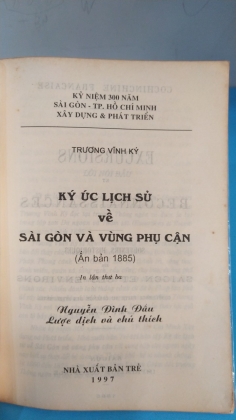 KỶ NIỆM 300 NĂM
SÀI GÒN - TP. HỒ CHÍ MINH
XÂY DỰNG & PHÁT TRIỂN
TRƯƠNG VĨNH KÝ
KÝ ÚC LỊCH SỬ
về
SÀI GÒN VÀ VÙNG PHỤ CẬN
(Ấn bản 1885)
In lần thứ ba
Nguyễn Đình Đầu
Lược dịch và chú thích
NHÀ XUẤT BẢN TRẺ
1997